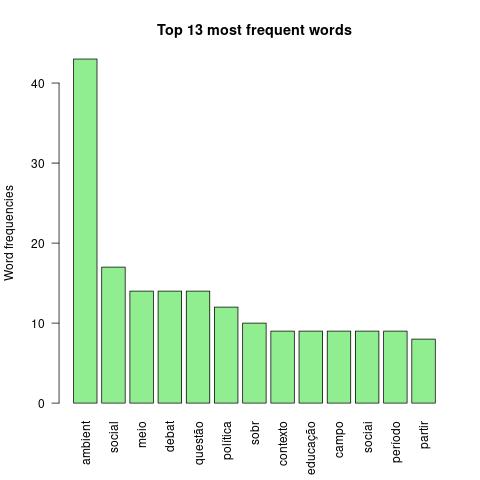 Top 13 most frequent words
Word frequencies
40
30
20
10
0
ambient
social
meio
debat
questão
política
sobr
contexto
educação
campo
social
período
partir